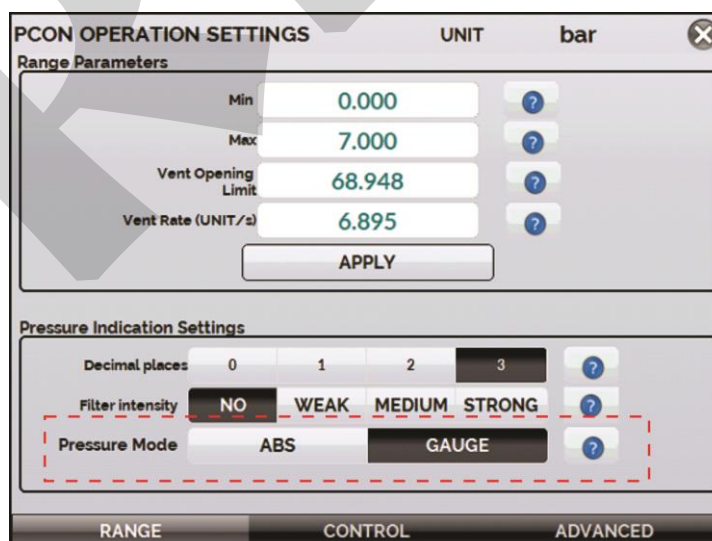 PCON OPERATION SETTINGS UNIT bar
Range Parameters
Min 0.000 ?
Max 7.000 ?
Vent Opening Limit 68.948 ?
Vent Rate (UNIT/s) 6.895 ?
APPLY
Pressure Indication Settings
Decimal places 0 1 2 3 ?
Filter intensity NO WEAK MEDIUM STRONG ?
Pressure Mode ABS GAUGE ?
RANGE CONTROL ADVANCED